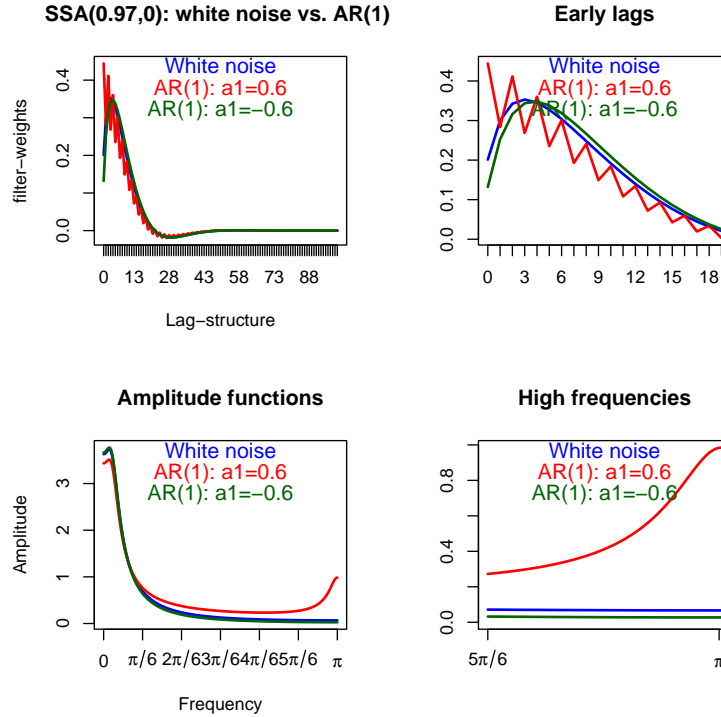 SSA(0.97,0): white noise vs. AR(1)
White noise
AR(1): a1=0.6
AR(1): a1=−0.6
filter−weights
0.0
0.2
0.4
0 13 28 43 58 73 88
Lag−structure
Early lags
White noise
AR(1): a1=0.6
AR(1): a1=−0.6
0.0
0.1
0.2
0.3
0.4
0 3 6 9 12 15 18
Amplitude functions
White noise
AR(1): a1=0.6
AR(1): a1=−0.6
Amplitude
0
1
2
3
0 π/6 2π/6 3π/6 4π/6 5π/6 π
Frequency
High frequencies
White noise
AR(1): a1=0.6
AR(1): a1=−0.6
0.0
0.4
0.8
5π/6 π